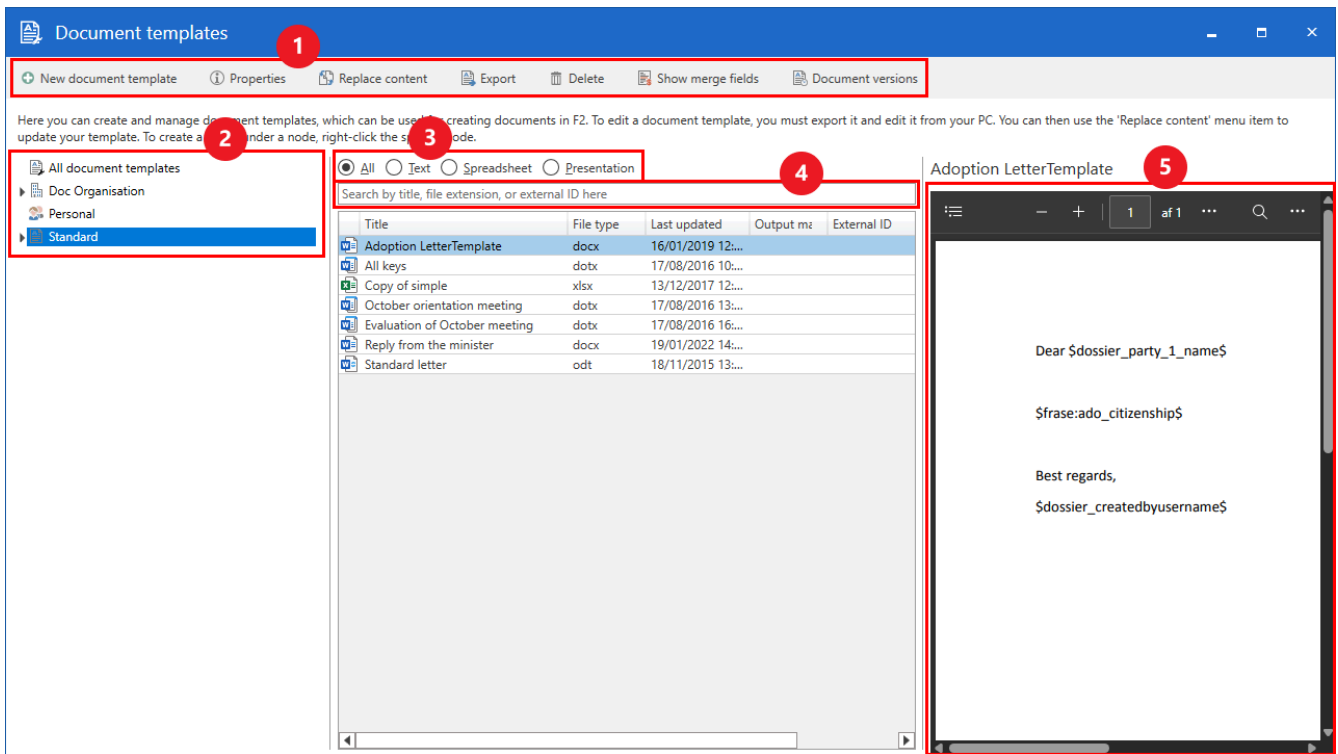 Document templates
1
New document template Properties Replace content Export Delete Show merge fields Document versions
Here you can create and manage document templates, which can be used creating documents in F2. To edit a document template, you must export it and edit it from your PC. You can then use the 'Replace content' menu item to
update your template. To create a under a node, right-click the node.
2
All document templates
Doc Organisation
Personal
Standard
3
All Text Spreadsheet Presentation
4
Search by title, file extension, or external ID here
Title File type Last updated Output ma External ID
Adoption LetterTemplate docx 16/01/2019 12:...
All keys dotx 17/08/2016 10:...
Copy of simple xlsx 13/12/2017 12:...
October orientation meeting dotx 17/08/2016 13:...
Evaluation of October meeting dotx 17/08/2016 16:...
Reply from the minister docx 19/01/2022 14:...
Standard letter odt 18/11/2015 13:...
Adoption LetterTemplate
5
1 af 1
Dear $dossier_party_1_name$
$frase:ado_citizenship$
Best regards,
$dossier_createdbyusername$